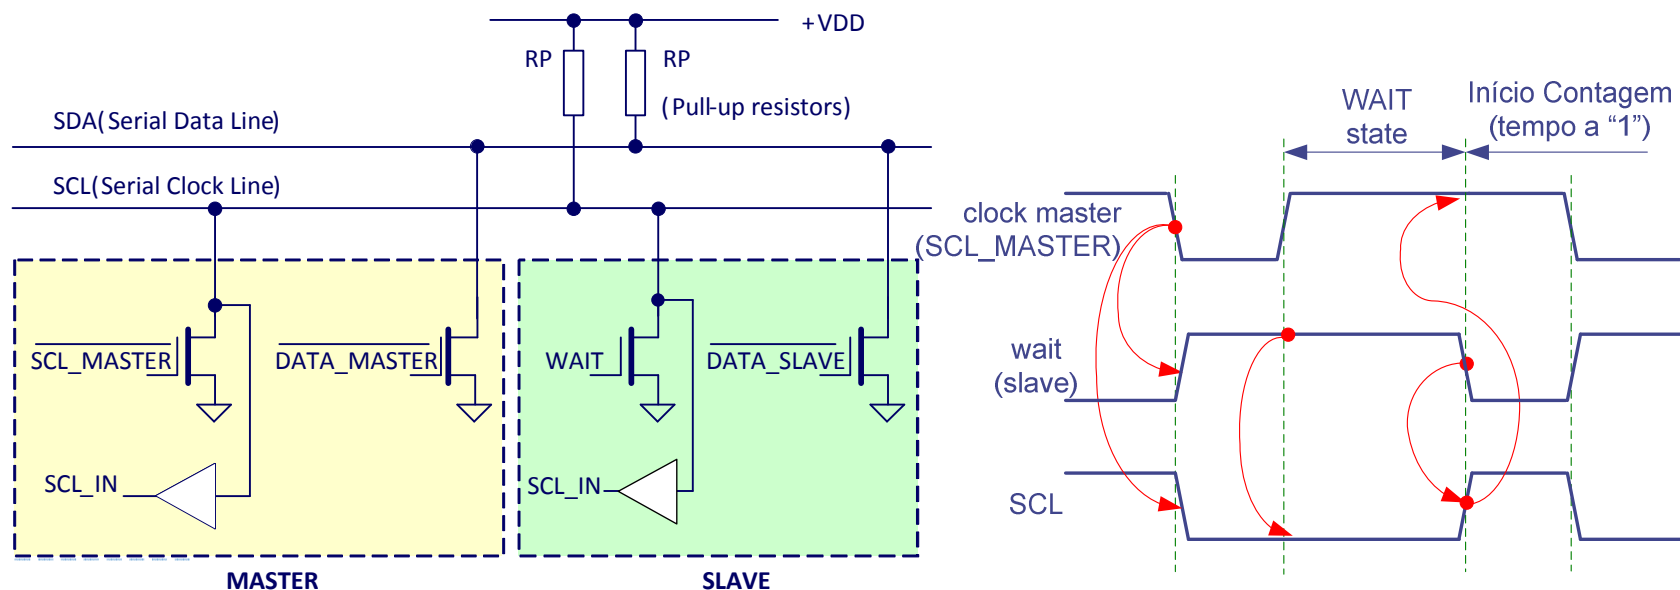 +VDD
RP
RP
(Pull-up resistors)
SDA(Serial Data Line)
SCL(Serial Clock Line)
SCL_MASTER
DATA_MASTER
SCL_IN
MASTER
WAIT
DATA_SLAVE
SCL_IN
SLAVE
WAIT
state
Início Contagem
(tempo a “1”)
clock master
(SCL_MASTER)
wait
(slave)
SCL